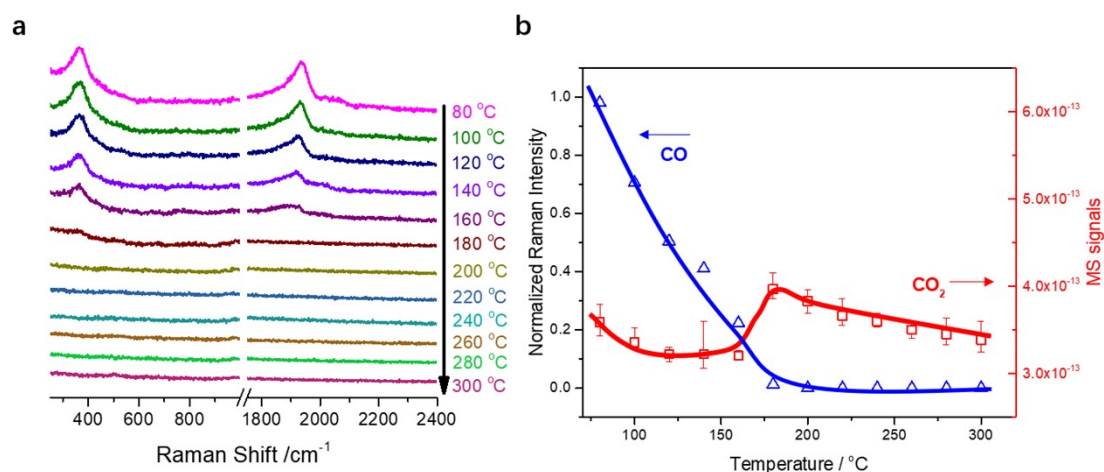 a
80 °C
100 °C
120 °C
140 °C
160 °C
180 °C
200 °C
220 °C
240 °C
260 °C
280 °C
300 °C
400 600 800 1800 2000 2200 2400
Raman Shift /cm⁻¹
b
Normalized Raman Intensity
1.0
0.8
0.6
0.4
0.2
0.0
CO
CO₂
6.0x10⁻¹³
5.0x10⁻¹³
4.0x10⁻¹³
3.0x10⁻¹³
MS signals
100 150 200 250 300
Temperature / °C